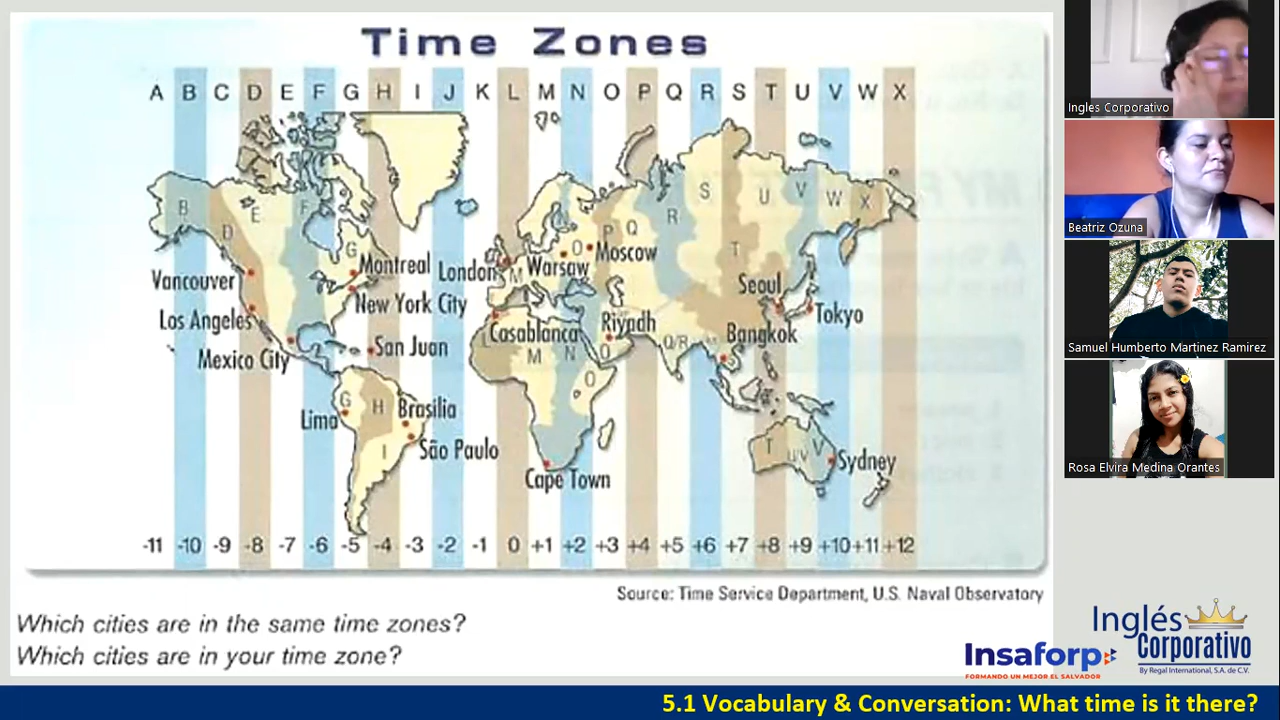 Time Zones
A B C D E F G H I J K L M N O P Q R S T U V W X
B
D
E
F
G
S
U
V
W
X
R
Q
P
O
N
T
M
Montreal
London
Warsaw
Moscow
Vancouver
Seoul
New York City
Los Angeles
Casablanca
Riyadh
Bangkok
Tokyo
San Juan
Mexico City
Q/R
M
N
O
O
G
H
Lima
Brasília
I
São Paulo
T
V
Sydney
Cape Town
-11 -10 -9 -8 -7 -6 -5 -4 -3 -2 -1 0 +1 +2 +3 +4 +5 +6 +7 +8 +9 +10 +11 +12
Source: Time Service Department, U.S. Naval Observatory
Which cities are in the same time zones?
Which cities are in your time zone?
Insaforp
FORMANDO UN MEJOR EL SALVADOR
Inglés
Corporativo
By Regal International, S.A. de C.V.
5.1 Vocabulary & Conversation: What time is it there?
Ingles Corporativo
Beatriz Ozuna
Samuel Humberto Martinez Ramirez
Rosa Elvira Medina Orantes